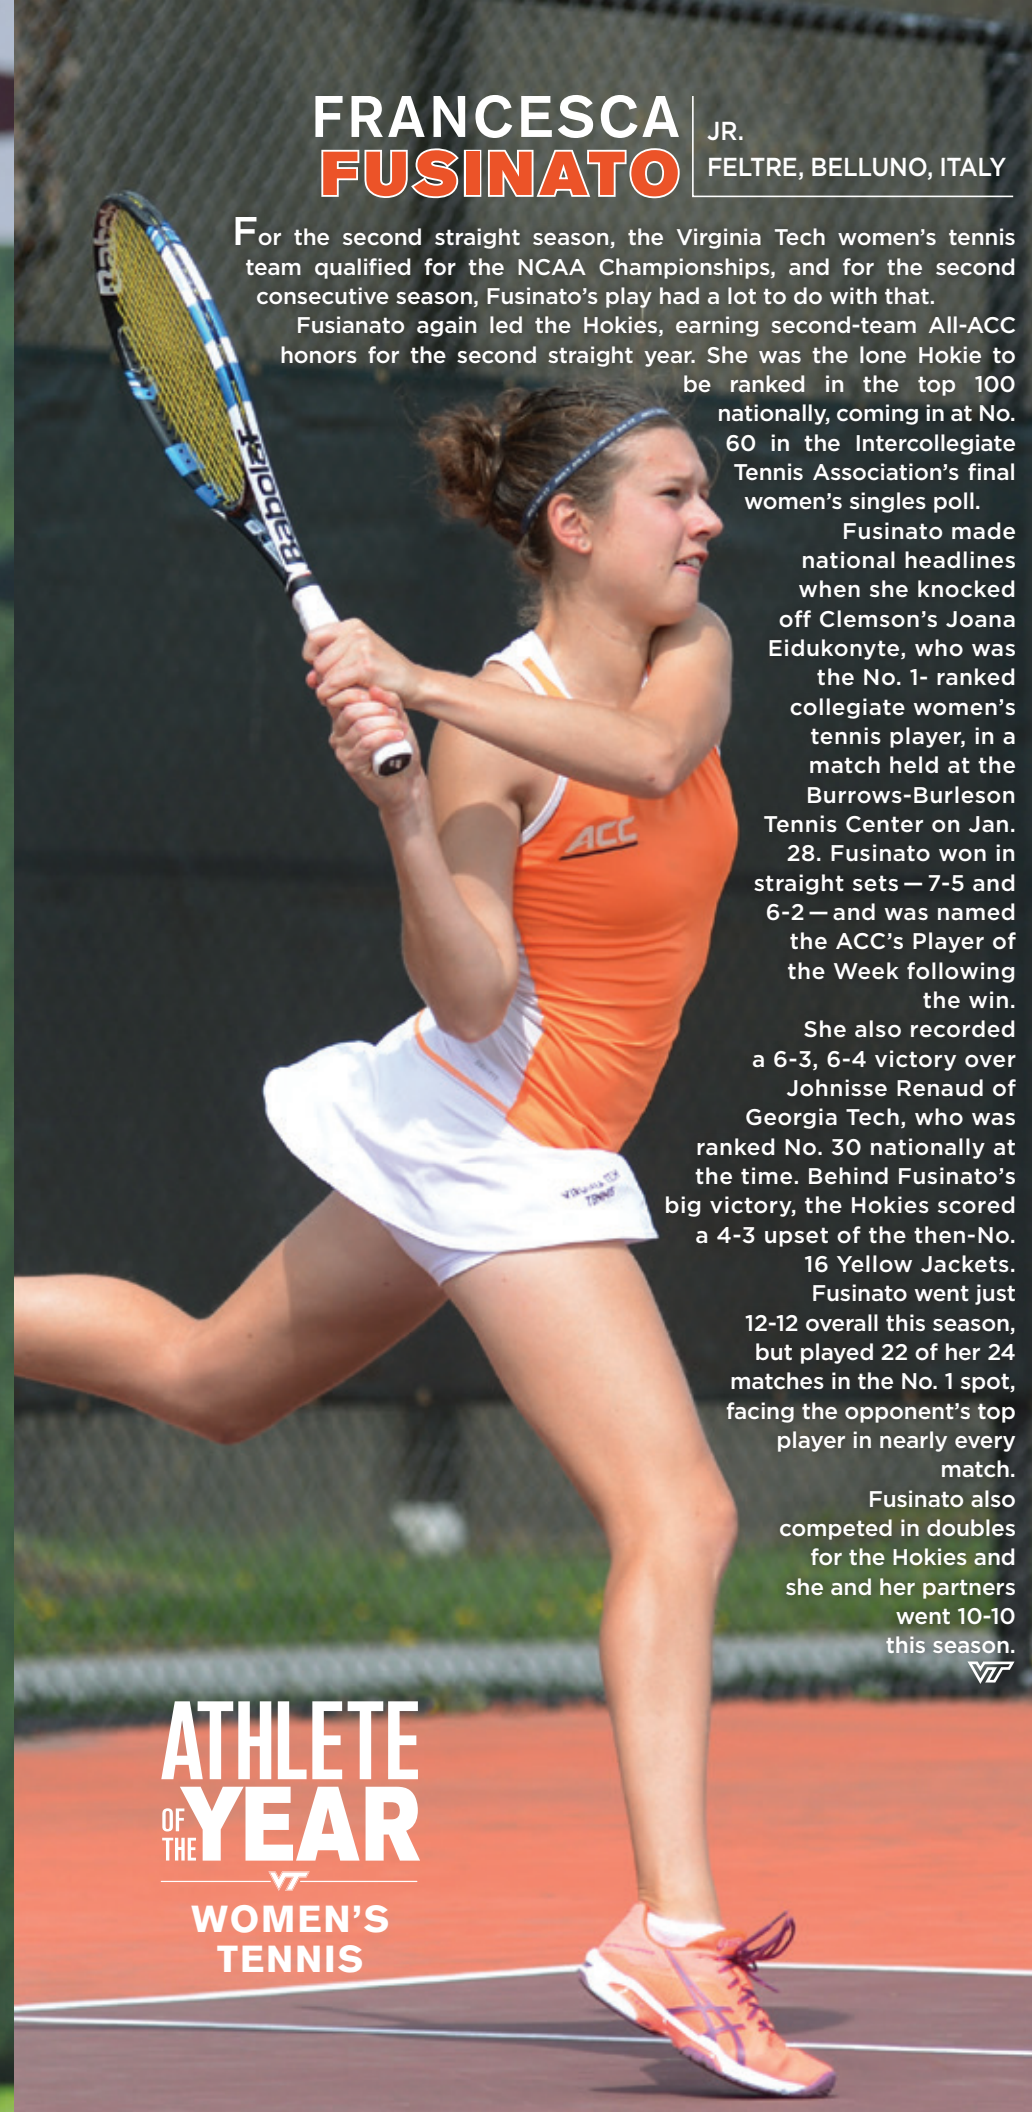 FRANCESCA
FUSINATO
JR.
FELTRE, BELLUNO, ITALY
For the second straight season, the Virginia Tech women's tennis
team qualified for the NCAA Championships, and for the second
consecutive season, Fusinato's play had a lot to do with that.
Fusianato again led the Hokies, earning second-team All-ACC
honors for the second straight year. She was the lone Hokie to
be ranked in the top 100
nationally, coming in at No.
60 in the Intercollegiate
Tennis Association's final
women's singles poll.
Fusinato made
national headlines
when she knocked
off Clemson's Joana
Eidukonyte, who was
the No. 1- ranked
collegiate women's
tennis player, in a
match held at the
Burrows-Burleson
Tennis Center on Jan.
28. Fusinato won in
straight sets — 7-5 and
6-2 — and was named
the ACC's Player of
the Week following
the win.
She also recorded
a 6-3, 6-4 victory over
Johnisse Renaud of
Georgia Tech, who was
ranked No. 30 nationally at
the time. Behind Fusinato's
big victory, the Hokies scored
a 4-3 upset of the then-No.
16 Yellow Jackets.
Fusinato went just
12-12 overall this season,
but played 22 of her 24
matches in the No. 1 spot,
facing the opponent's top
player in nearly every
match.
Fusinato also
competed in doubles
for the Hokies and
she and her partners
went 10-10
this season.
VT
Babolat
ACC
VIRGINIA TECH
TENNIS
ATHLETE
OF THE YEAR
VT
WOMEN'S
TENNIS